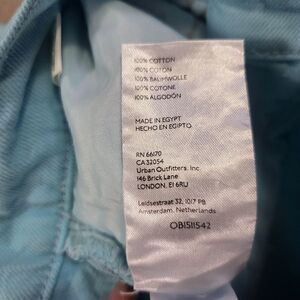 100% COTTON
100% COTON
100% BAUMWOLLE
100% COTONE
100% ALGODÓN
MADE IN EGYPT
HECHO EN EGIPTO
RN 66170
CA 32054
Urban Outfitters, Inc.
146 Brick Lane
LONDON, E1 6RU
Leidsestraat 32, 1017 PB
Amsterdam, Netherlands
OB1511542